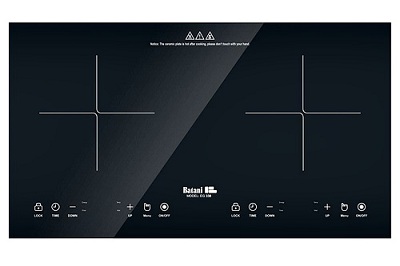 Notice: The ceramic plate is hot after cooking, please don't touch with your hand!
Batani
MODEL: EG 108
LOCK TIME DOWN UP Menu ON/OFF
LOCK TIME DOWN UP Menu ON/OFF